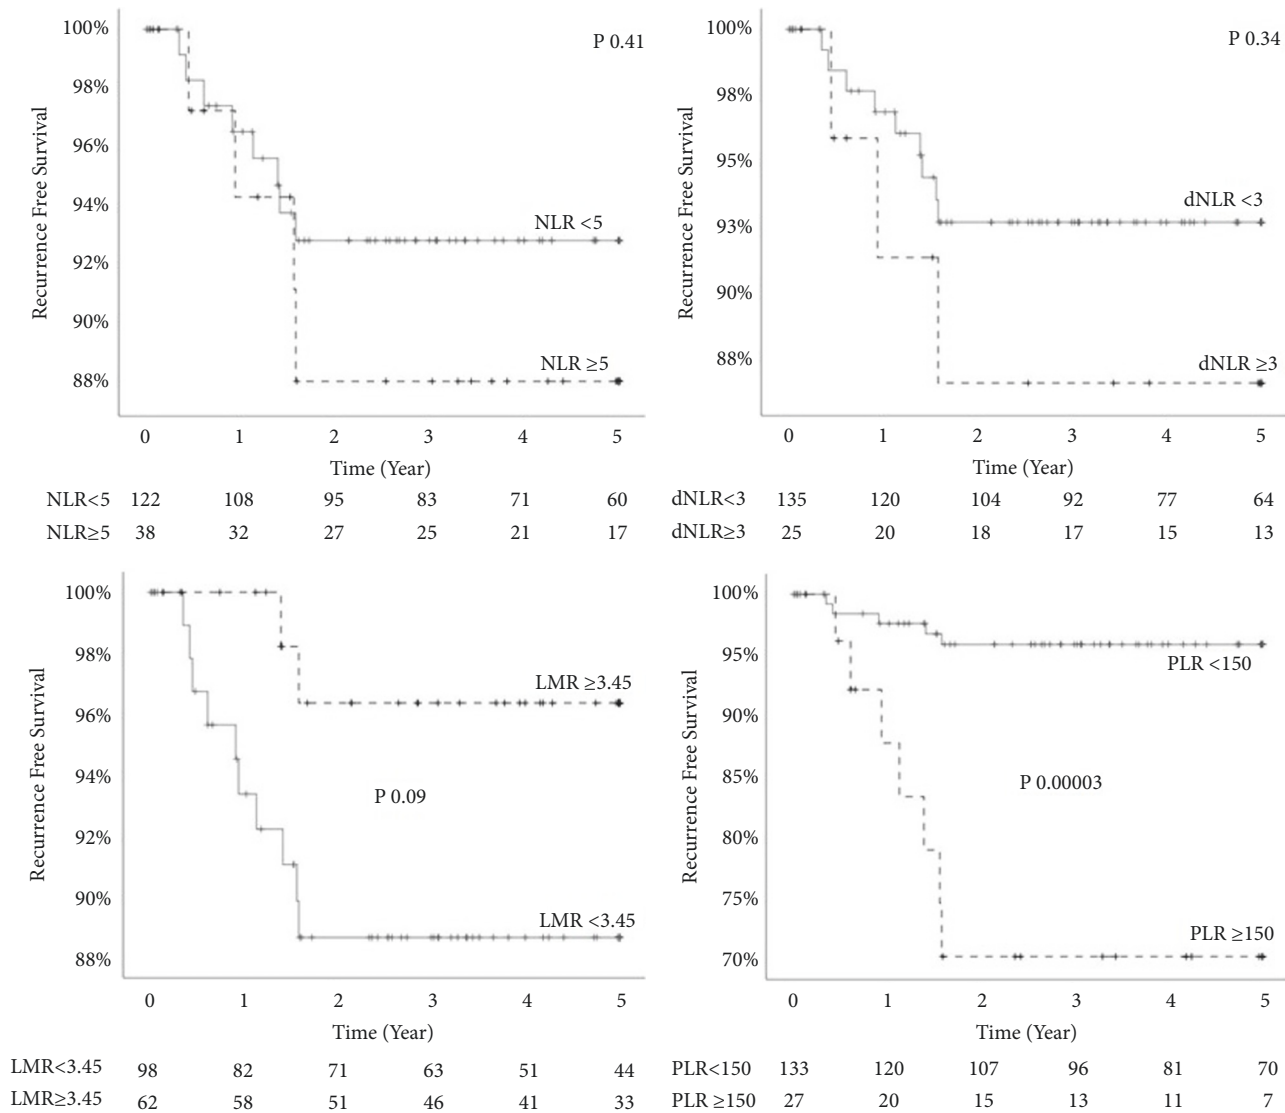 100%
98%
96%
94%
92%
90%
88%
Recurrence Free Survival
P 0.41
NLR <5
NLR ≥5
0 1 2 3 4 5
Time (Year)
NLR<5 122 108 95 83 71 60
NLR≥5 38 32 27 25 21 17
100%
98%
95%
93%
90%
88%
Recurrence Free Survival
P 0.34
dNLR <3
dNLR ≥3
0 1 2 3 4 5
Time (Year)
dNLR<3 135 120 104 92 77 64
dNLR≥3 25 20 18 17 15 13
100%
98%
96%
94%
92%
90%
88%
Recurrence Free Survival
LMR ≥3.45
P 0.09
LMR <3.45
0 1 2 3 4 5
Time (Year)
LMR<3.45 98 82 71 63 51 44
LMR≥3.45 62 58 51 46 41 33
100%
95%
90%
85%
80%
75%
70%
Recurrence Free Survival
PLR <150
P 0.00003
PLR ≥150
0 1 2 3 4 5
Time (Year)
PLR<150 133 120 107 96 81 70
PLR ≥150 27 20 15 13 11 7